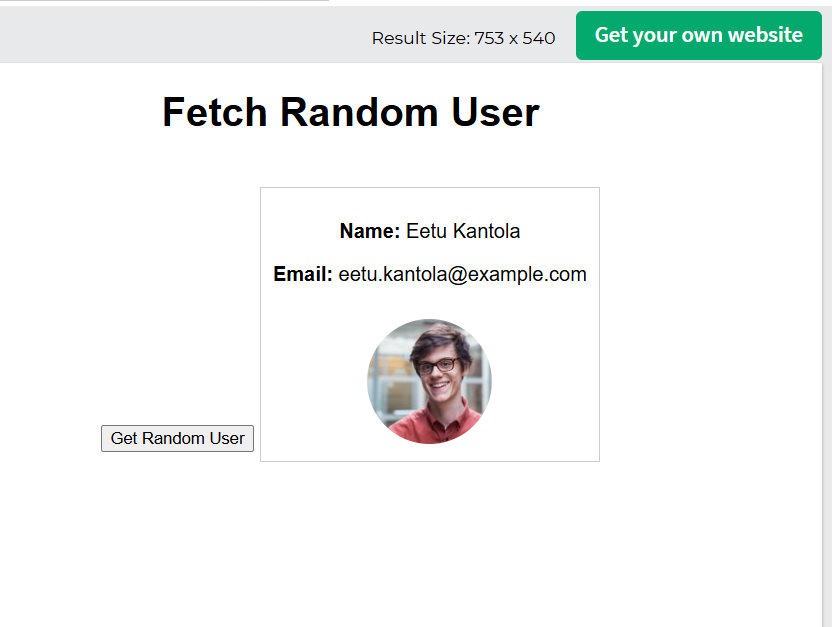 Result Size: 753 x 540
Get your own website
Fetch Random User
Name: Eetu Kantola
Email: eetu.kantola@example.com
Get Random User